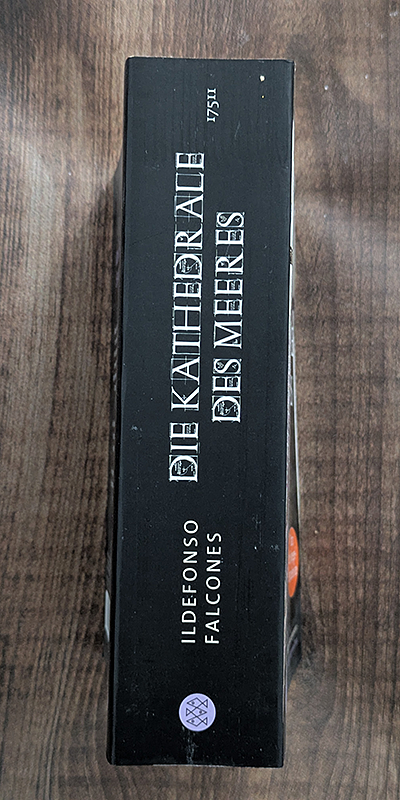 ILDEFONSO
FALCONES
DIE KATHEDRALE
DES MEERES
17511